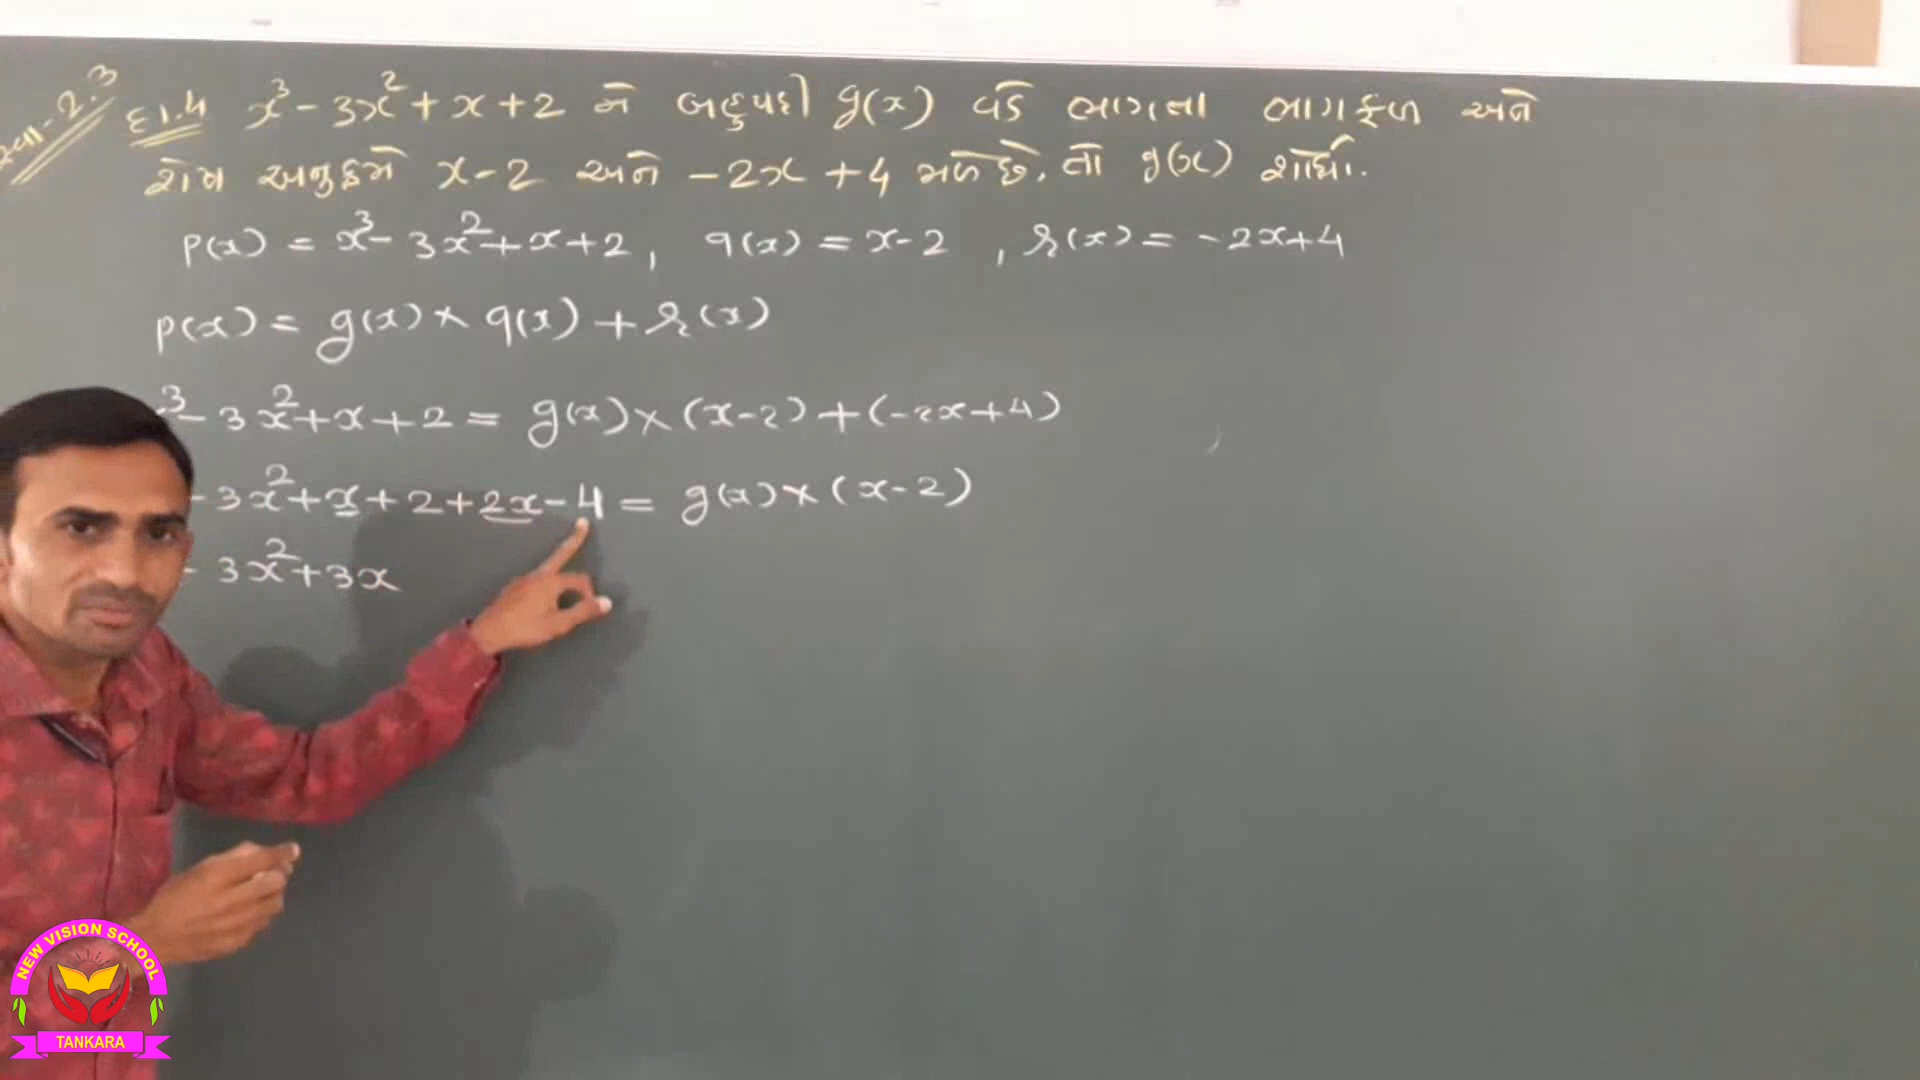 સ્વા-2.3
દા.4 x³ - 3x² + x + 2 ને બહુપદી g(x) વડે ભાગતા ભાગફળ અને
શેષ અનુક્રમે x-2 અને -2x+4 મળે છે. તો g(x) શોધો.
p(x) = x³ - 3x² + x + 2, q(x) = x-2, r(x) = -2x+4
p(x) = g(x) × q(x) + r(x)
³ - 3x² + x + 2 = g(x) × (x-2) + (-2x+4)
- 3x² + x + 2 + 2x - 4 = g(x) × (x-2)
- 3x² + 3x
NEW VISION SCHOOL
TANKARA